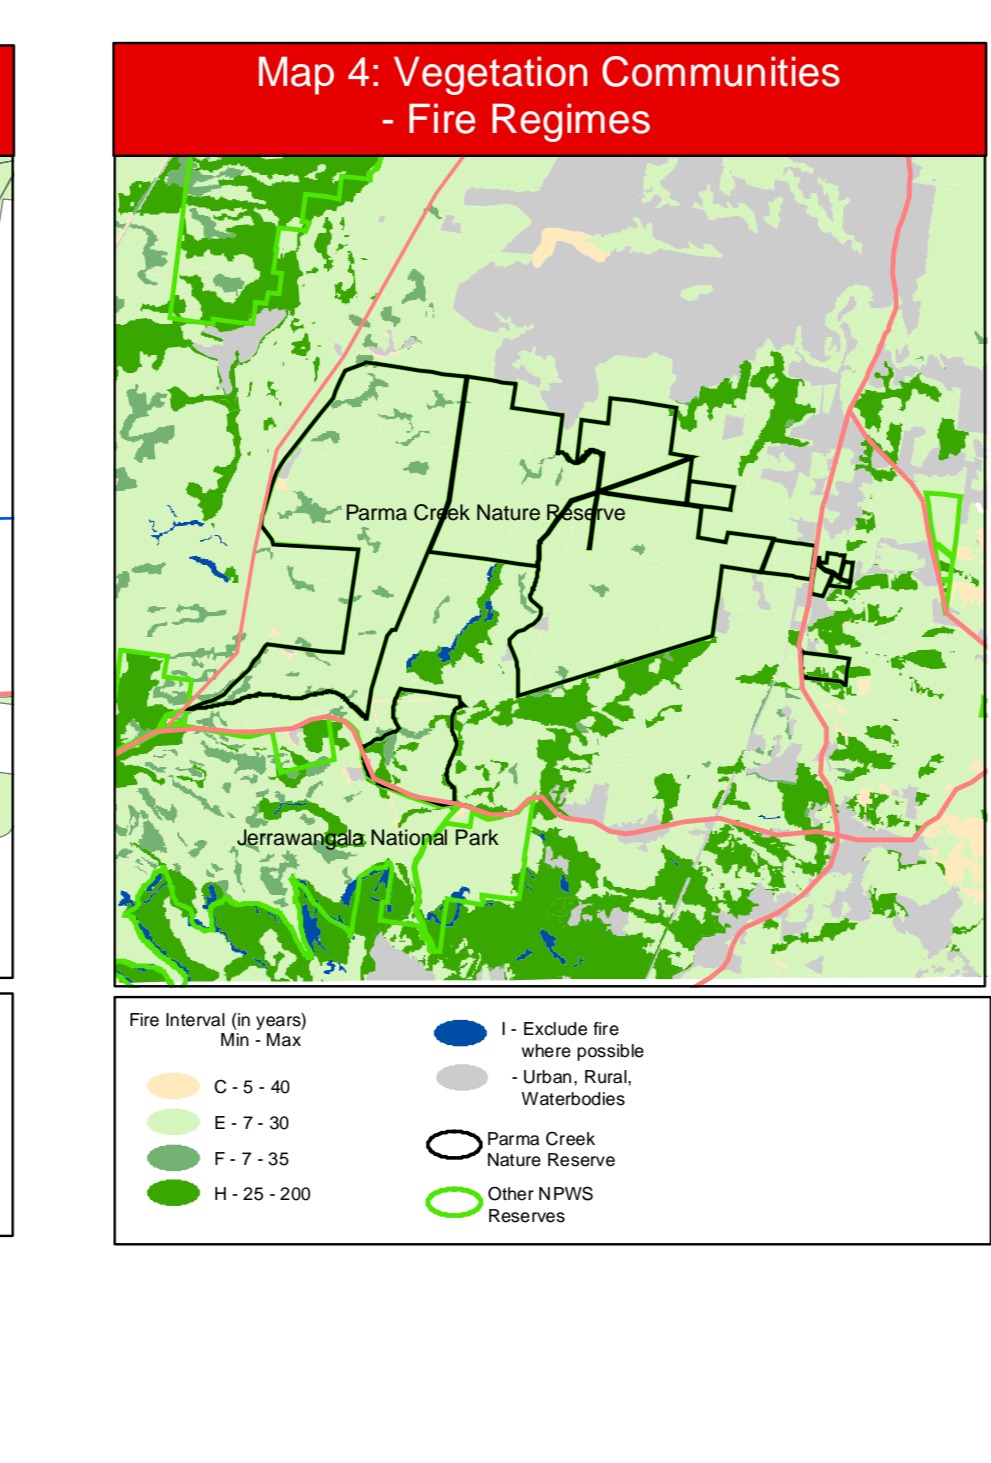 Map 4: Vegetation Communities
- Fire Regimes
Parma Creek Nature Reserve
Jerrawangala National Park
Fire Interval (in years)
Min - Max
C - 5 - 40
E - 7 - 30
F - 7 - 35
H - 25 - 200
I - Exclude fire
where possible
- Urban, Rural,
Waterbodies
Parma Creek
Nature Reserve
Other NPWS
Reserves